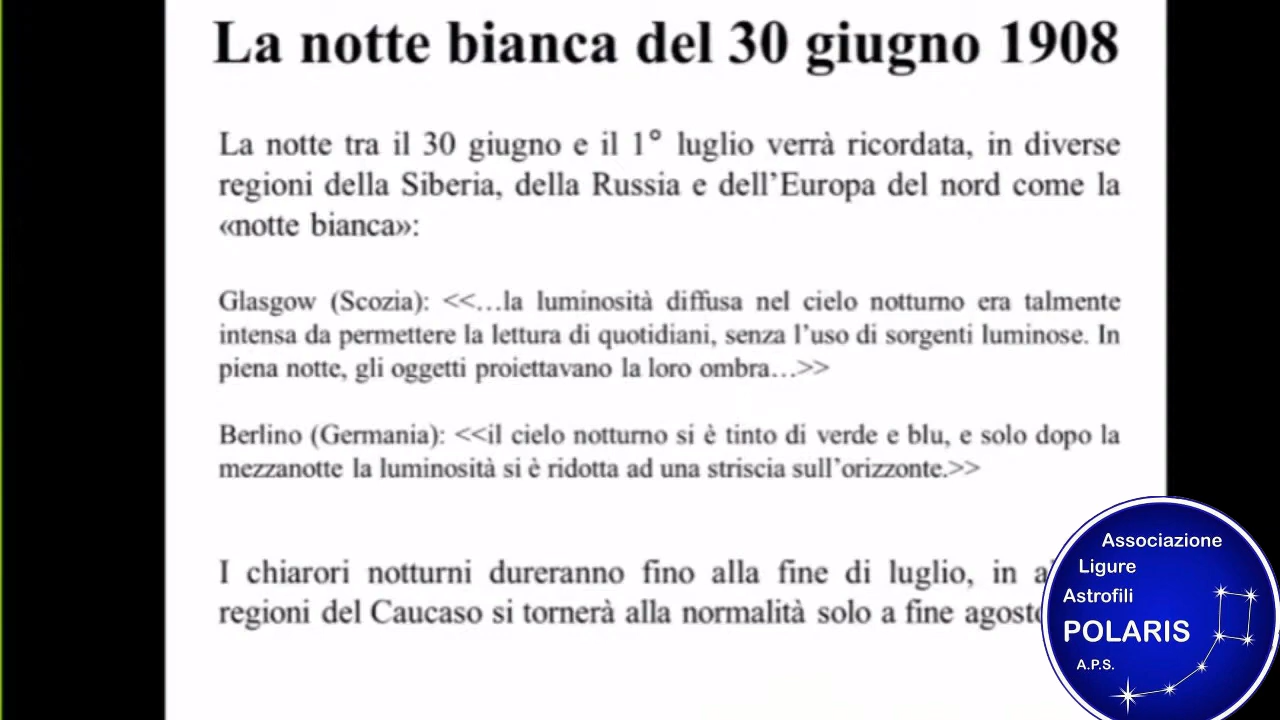 La notte bianca del 30 giugno 1908
La notte tra il 30 giugno e il 1° luglio verrà ricordata, in diverse
regioni della Siberia, della Russia e dell’Europa del nord come la
«notte bianca»:
Glasgow (Scozia): <<…la luminosità diffusa nel cielo notturno era talmente
intensa da permettere la lettura di quotidiani, senza l’uso di sorgenti luminose. In
piena notte, gli oggetti proiettavano la loro ombra…>>
Berlino (Germania): <<il cielo notturno si è tinto di verde e blu, e solo dopo la
mezzanotte la luminosità si è ridotta ad una striscia sull’orizzonte.>>
I chiarori notturni dureranno fino alla fine di luglio, in
regioni del Caucaso si tornerà alla normalità solo a fine agosto
Associazione
Ligure
Astrofili
POLARIS
A.P.S.